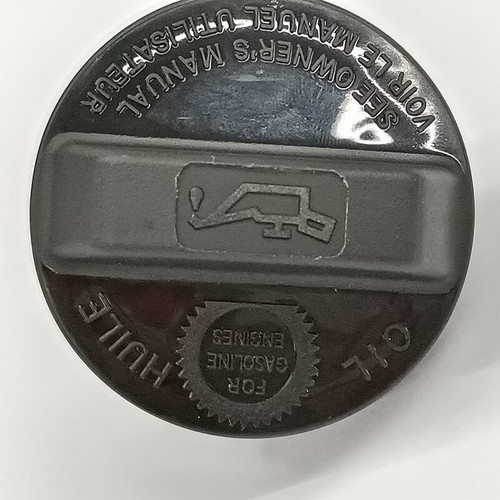 OIL
HUILE
FOR
GASOLINE
ENGINES
SEE OWNER'S MANUAL
VOIR LE MANUEL UTILISATEUR